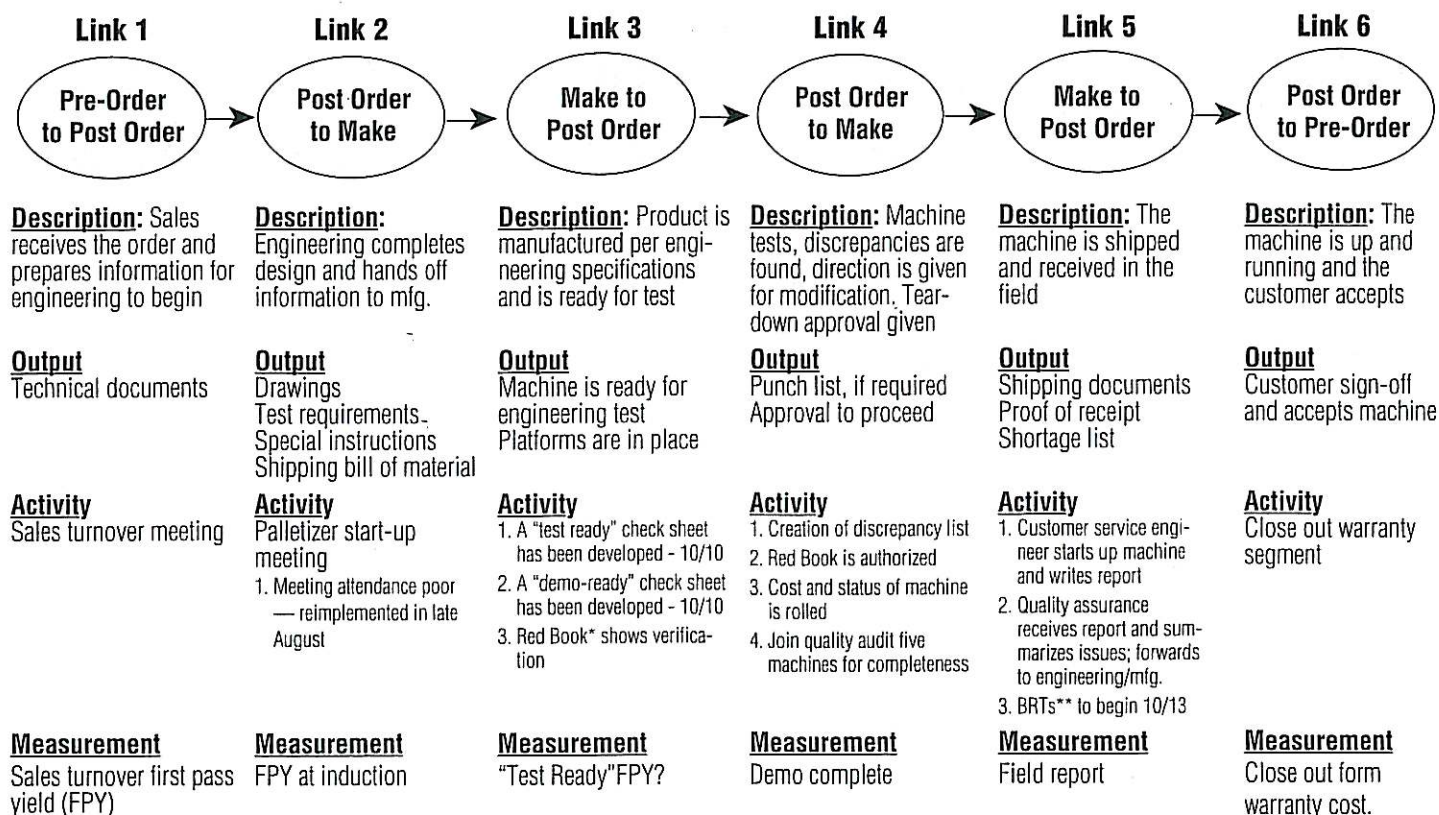 Link 1
Pre-Order
to Post Order
Description: Sales
receives the order and
prepares information for
engineering to begin
Output
Technical documents
Activity
Sales turnover meeting
Measurement
Sales turnover first pass
yield (FPY)
Link 2
Post Order
to Make
Description:
Engineering completes
design and hands off
information to mfg.
Output
Drawings
Test requirements
Special instructions
Shipping bill of material
Activity
Palletizer start-up
meeting
1. Meeting attendance poor
— reimplemented in late
August
Measurement
FPY at induction
Link 3
Make to
Post Order
Description: Product is
manufactured per engi-
neering specifications
and is ready for test
Output
Machine is ready for
engineering test
Platforms are in place
Activity
1. A "test ready" check sheet
has been developed - 10/10
2. A "demo-ready" check sheet
has been developed - 10/10
3. Red Book* shows verifica-
tion
Measurement
"Test Ready"FPY?
Link 4
Post Order
to Make
Description: Machine
tests, discrepancies are
found, direction is given
for modification. Tear-
down approval given
Output
Punch list, if required
Approval to proceed
Activity
1. Creation of discrepancy list
2. Red Book is authorized
3. Cost and status of machine
is rolled
4. Join quality audit five
machines for completeness
Measurement
Demo complete
Link 5
Make to
Post Order
Description: The
machine is shipped
and received in the
field
Output
Shipping documents
Proof of receipt
Shortage list
Activity
1. Customer service engi-
neer starts up machine
and writes report
2. Quality assurance
receives report and sum-
marizes issues; forwards
to engineering/mfg.
3. BRTs** to begin 10/13
Measurement
Field report
Link 6
Post Order
to Pre-Order
Description: The
machine is up and
running and the
customer accepts
Output
Customer sign-off
and accepts machine
Activity
Close out warranty
segment
Measurement
Close out form
warranty cost.